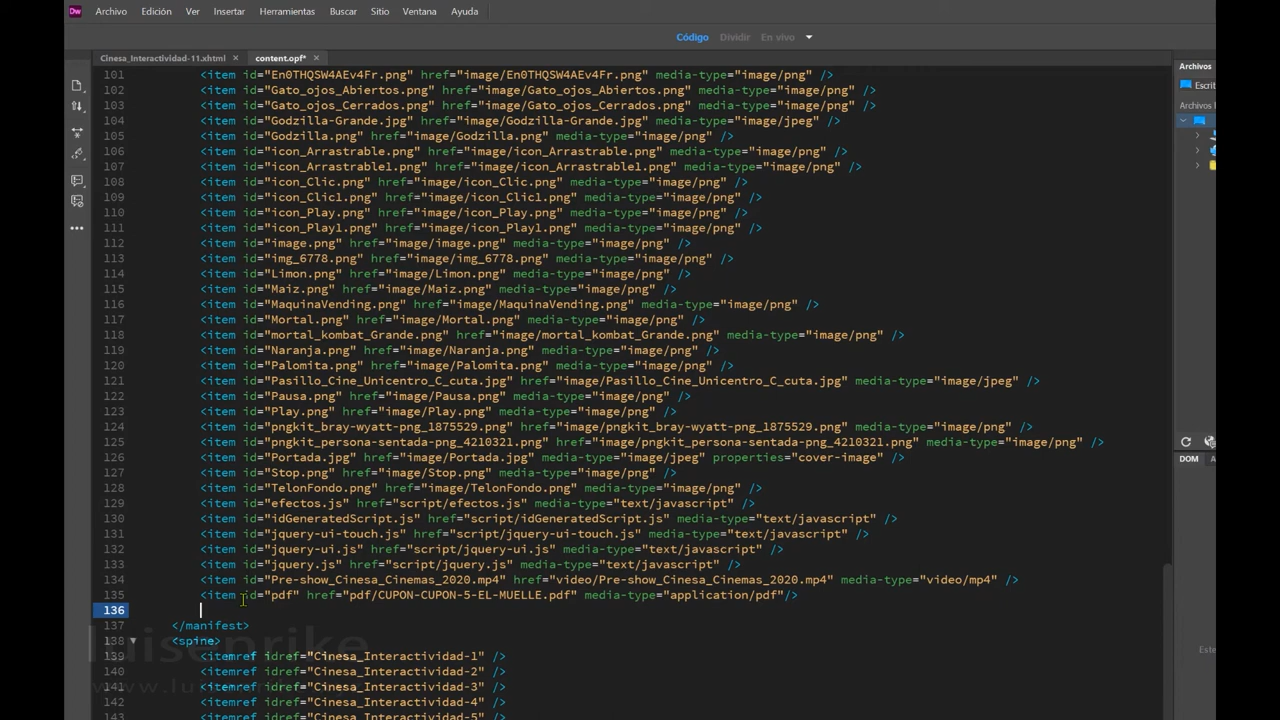 Dw Archivo Edición Ver Insertar Herramientas Buscar Sitio Ventana Ayuda
Código Dividir En vivo
Cinesa_Interactividad-11.xhtml × content.opf* ×
Archivos
101 <item id="En0THQSW4AEv4Fr.png" href="image/En0THQSW4AEv4Fr.png" media-type="image/png" />
102 <item id="Gato_ojos_Abiertos.png" href="image/Gato_ojos_Abiertos.png" media-type="image/png" />
103 <item id="Gato_ojos_Cerrados.png" href="image/Gato_ojos_Cerrados.png" media-type="image/png" />
104 <item id="Godzilla-Grande.jpg" href="image/Godzilla-Grande.jpg" media-type="image/jpeg" />
105 <item id="Godzilla.png" href="image/Godzilla.png" media-type="image/png" />
106 <item id="icon_Arrastrable.png" href="image/icon_Arrastrable.png" media-type="image/png" />
107 <item id="icon_Arrastrable1.png" href="image/icon_Arrastrable1.png" media-type="image/png" />
108 <item id="icon_Clic.png" href="image/icon_Clic.png" media-type="image/png" />
109 <item id="icon_Clic1.png" href="image/icon_Clic1.png" media-type="image/png" />
110 <item id="icon_Play.png" href="image/icon_Play.png" media-type="image/png" />
111 <item id="icon_Play1.png" href="image/icon_Play1.png" media-type="image/png" />
112 <item id="image.png" href="image/image.png" media-type="image/png" />
113 <item id="img_6778.png" href="image/img_6778.png" media-type="image/png" />
114 <item id="Limon.png" href="image/Limon.png" media-type="image/png" />
115 <item id="Maiz.png" href="image/Maiz.png" media-type="image/png" />
116 <item id="MaquinaVending.png" href="image/MaquinaVending.png" media-type="image/png" />
117 <item id="Mortal.png" href="image/Mortal.png" media-type="image/png" />
118 <item id="mortal_kombat_Grande.png" href="image/mortal_kombat_Grande.png" media-type="image/png" />
119 <item id="Naranja.png" href="image/Naranja.png" media-type="image/png" />
120 <item id="Palomita.png" href="image/Palomita.png" media-type="image/png" />
121 <item id="Pasillo_Cine_Unicentro_C_cuta.jpg" href="image/Pasillo_Cine_Unicentro_C_cuta.jpg" media-type="image/jpeg" />
122 <item id="Pausa.png" href="image/Pausa.png" media-type="image/png" />
123 <item id="Play.png" href="image/Play.png" media-type="image/png" />
124 <item id="pngkit_bray-wyatt-png_1875529.png" href="image/pngkit_bray-wyatt-png_1875529.png" media-type="image/png" />
125 <item id="pngkit_persona-sentada-png_4210321.png" href="image/pngkit_persona-sentada-png_4210321.png" media-type="image/png" />
126 <item id="Portada.jpg" href="image/Portada.jpg" media-type="image/jpeg" properties="cover-image" />
127 <item id="Stop.png" href="image/Stop.png" media-type="image/png" />
128 <item id="TelonFondo.png" href="image/TelonFondo.png" media-type="image/png" />
129 <item id="efectos.js" href="script/efectos.js" media-type="text/javascript" />
130 <item id="idGeneratedScript.js" href="script/idGeneratedScript.js" media-type="text/javascript" />
131 <item id="jquery-ui-touch.js" href="script/jquery-ui-touch.js" media-type="text/javascript" />
132 <item id="jquery-ui.js" href="script/jquery-ui.js" media-type="text/javascript" />
133 <item id="jquery.js" href="script/jquery.js" media-type="text/javascript" />
134 <item id="Pre-show_Cinesa_Cinemas_2020.mp4" href="video/Pre-show_Cinesa_Cinemas_2020.mp4" media-type="video/mp4" />
135 <item id="pdf" href="pdf/CUPON-CUPON-5-EL-MUELLE.pdf" media-type="application/pdf"/>
136
137 </manifest>
138 <spine>
139 <itemref idref="Cinesa_Interactividad-1" />
140 <itemref idref="Cinesa_Interactividad-2" />
141 <itemref idref="Cinesa_Interactividad-3" />
142 <itemref idref="Cinesa_Interactividad-4" />
143 <itemref idref="Cinesa_Interactividad-5" />
DOM
luisenrike